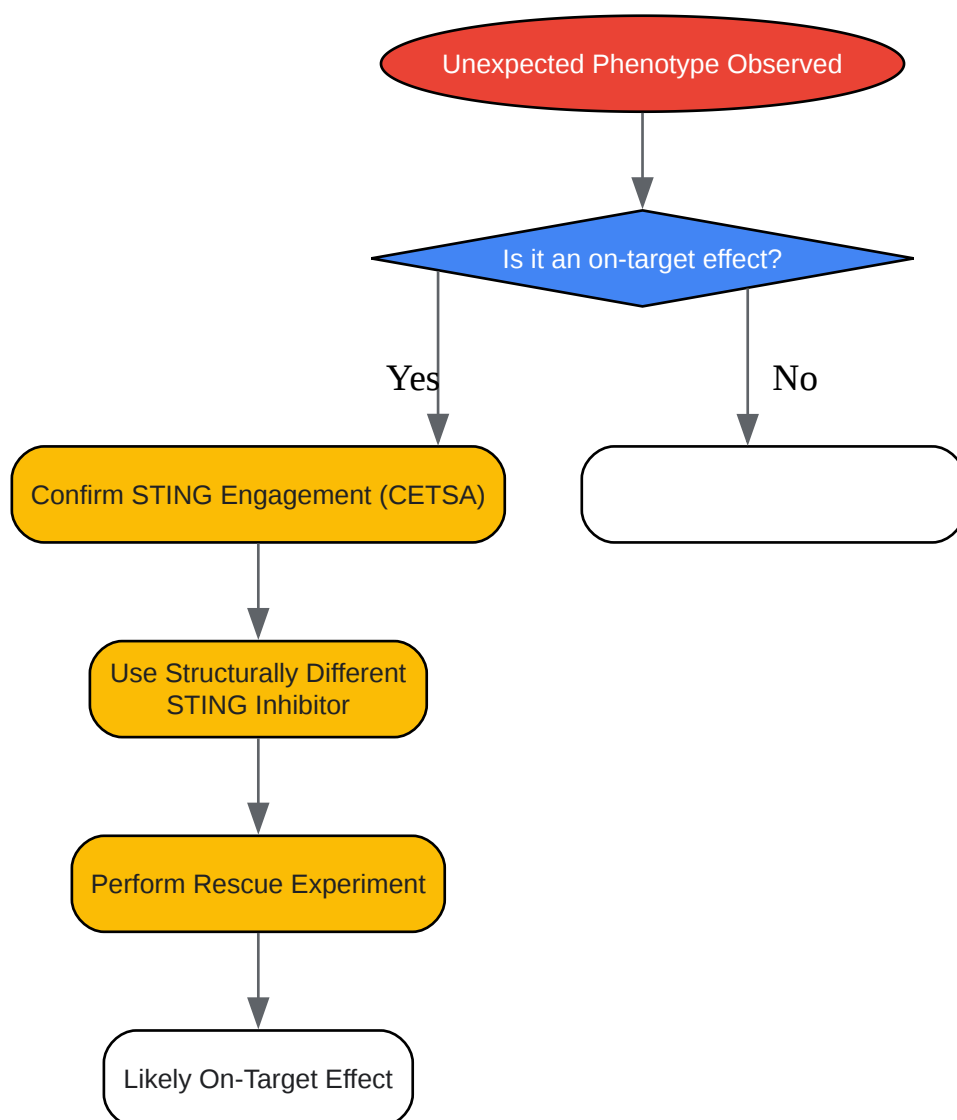 Unexpected Phenotype Observed
Is it an on-target effect?
Yes
No
Confirm STING Engagement (CETSA)
Use Structurally Different
STING Inhibitor
Perform Rescue Experiment
Likely On-Target Effect